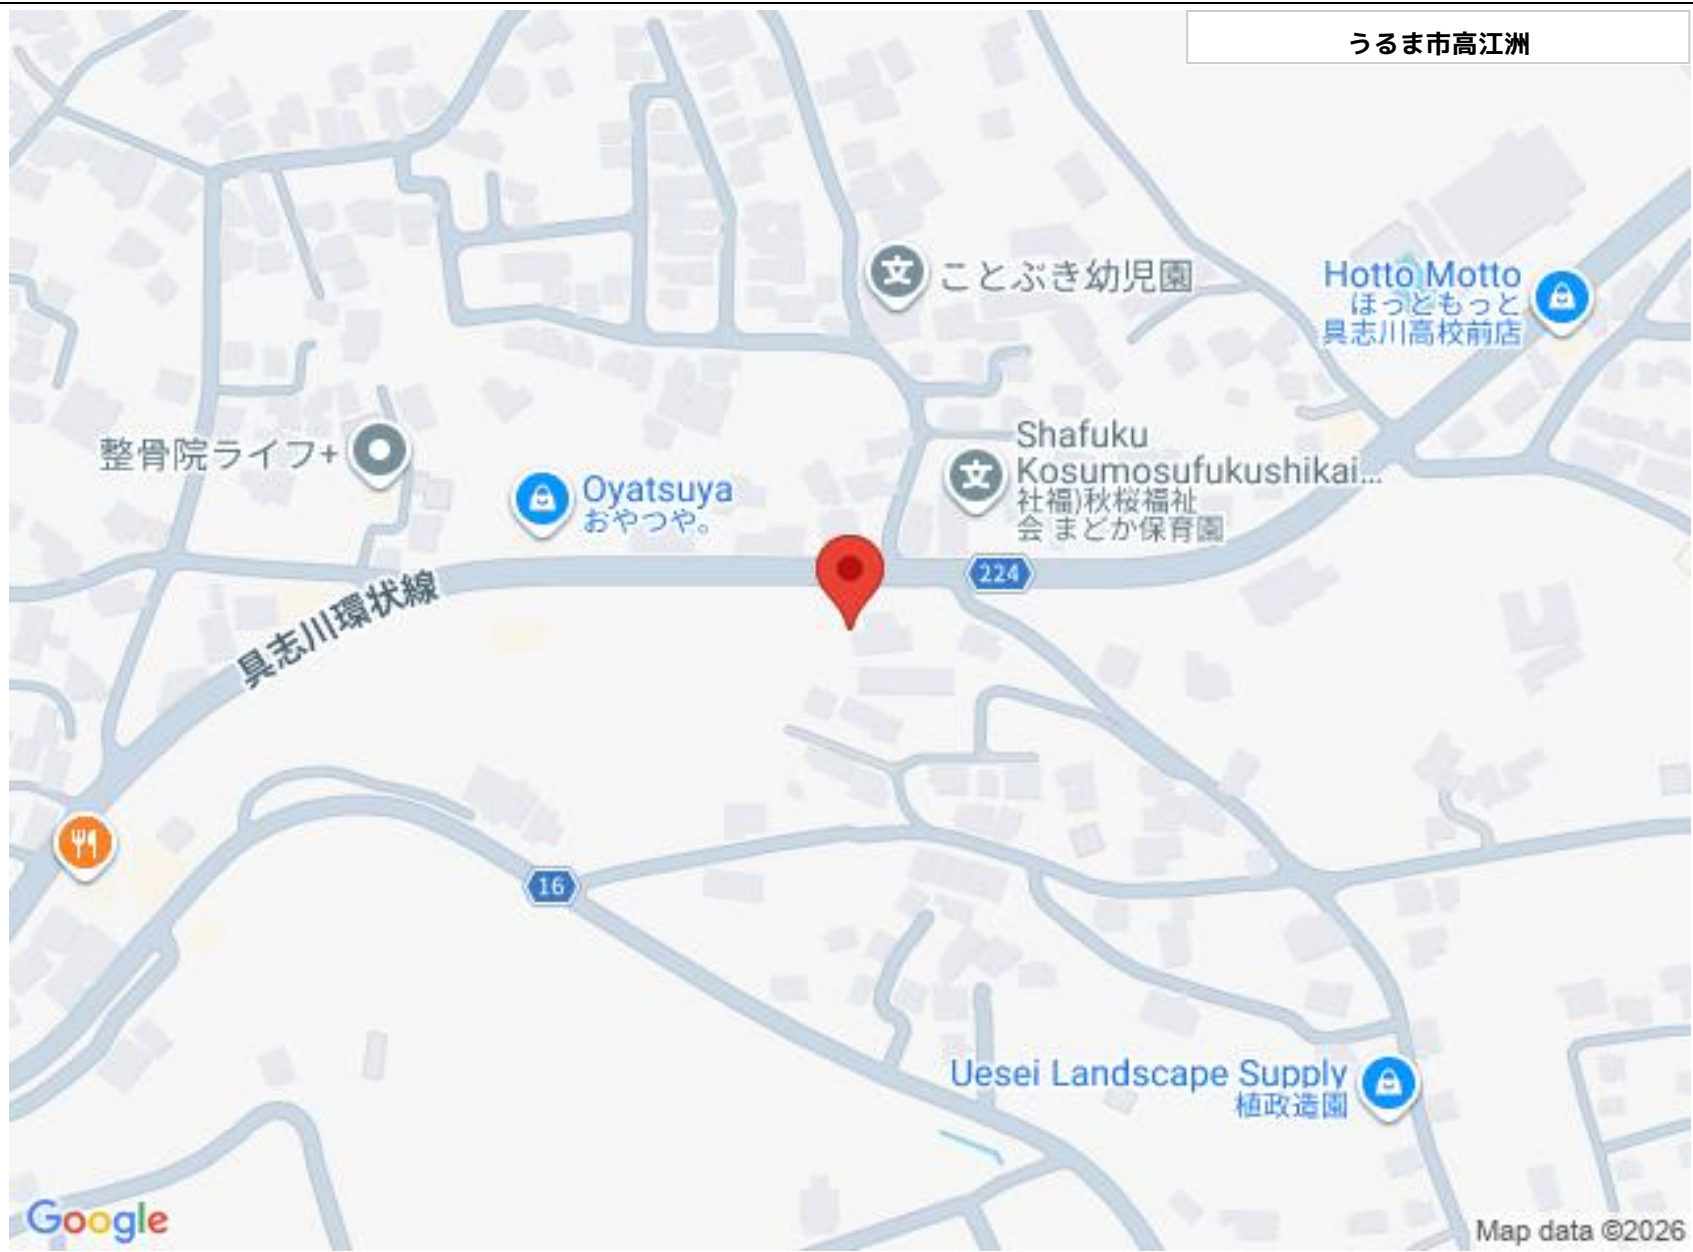 うるま市高江洲
ことぶき幼児園
Hotto Motto
ほっともっと
具志川高校前店
整骨院ライフ+
Oyatsuya
おやつや。
Shafuku
Kosumosufukushikai...
社福)秋桜福祉
会 まどか保育園
224
具志川環状線
16
Uesei Landscape Supply
植政造園
Google
Map data ©2026